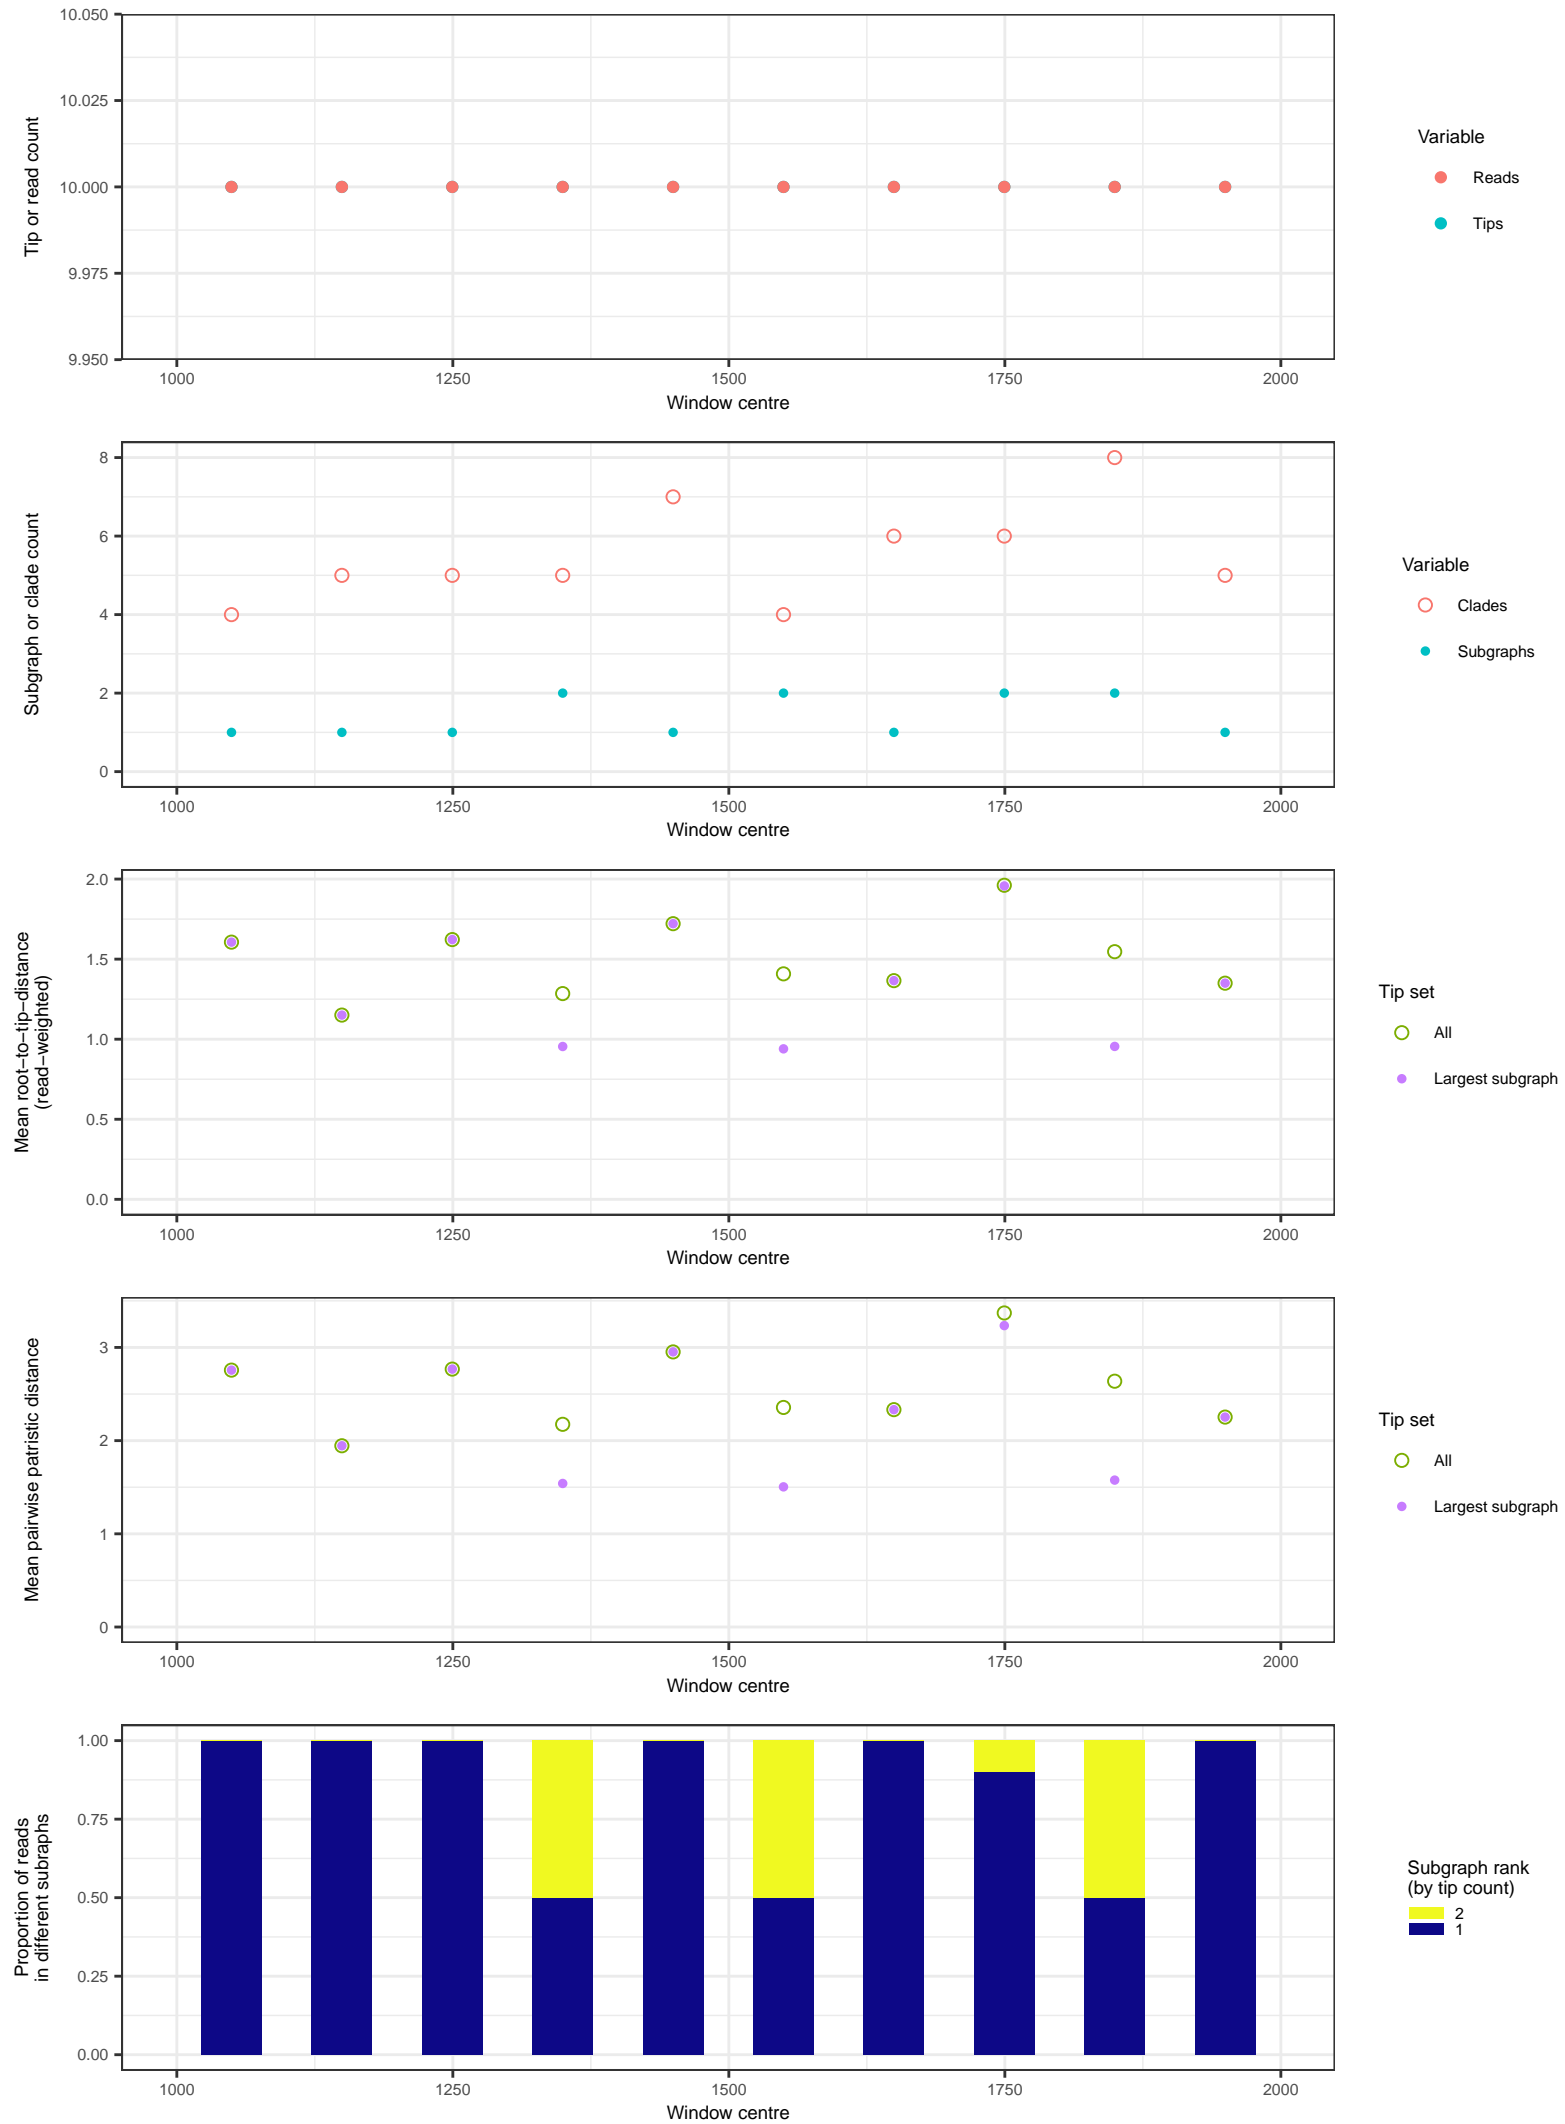 10.050
10.025
10.000
9.975
9.950
Tip or read count
1000 1250 1500 1750 2000
Window centre
Variable
Reads
Tips
8
6
4
2
0
Subgraph or clade count
1000 1250 1500 1750 2000
Window centre
Variable
Clades
Subgraphs
2.0
1.5
1.0
0.5
0.0
Mean root−to−tip−distance
(read−weighted)
1000 1250 1500 1750 2000
Window centre
Tip set
All
Largest subgraph
3
2
1
0
Mean pairwise patristic distance
1000 1250 1500 1750 2000
Window centre
Tip set
All
Largest subgraph
1.00
0.75
0.50
0.25
0.00
Proportion of reads
in different subraphs
1000 1250 1500 1750 2000
Window centre
Subgraph rank
(by tip count)
2
1